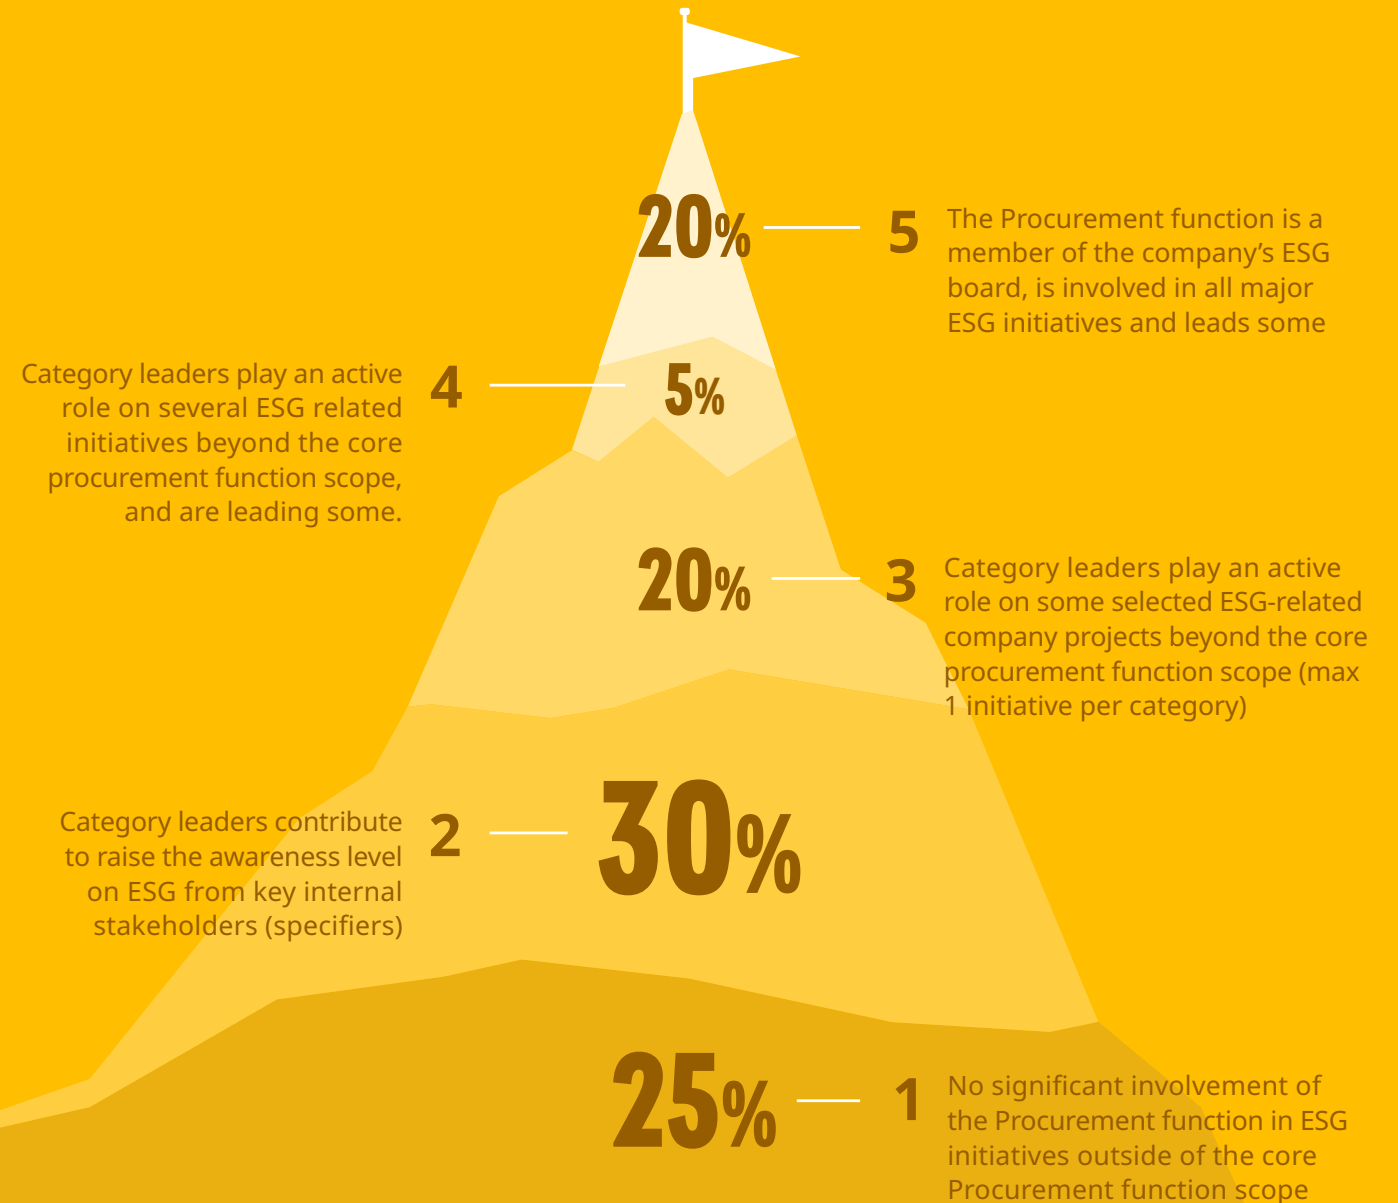 20%
5
The Procurement function is a
member of the company’s ESG
board, is involved in all major
ESG initiatives and leads some
Category leaders play an active
role on several ESG related
initiatives beyond the core
procurement function scope,
and are leading some.
4
5%
20%
3
Category leaders play an active
role on some selected ESG-related
company projects beyond the core
procurement function scope (max
1 initiative per category)
Category leaders contribute
to raise the awareness level
on ESG from key internal
stakeholders (specifiers)
2
30%
25%
1
No significant involvement of
the Procurement function in ESG
initiatives outside of the core
Procurement function scope